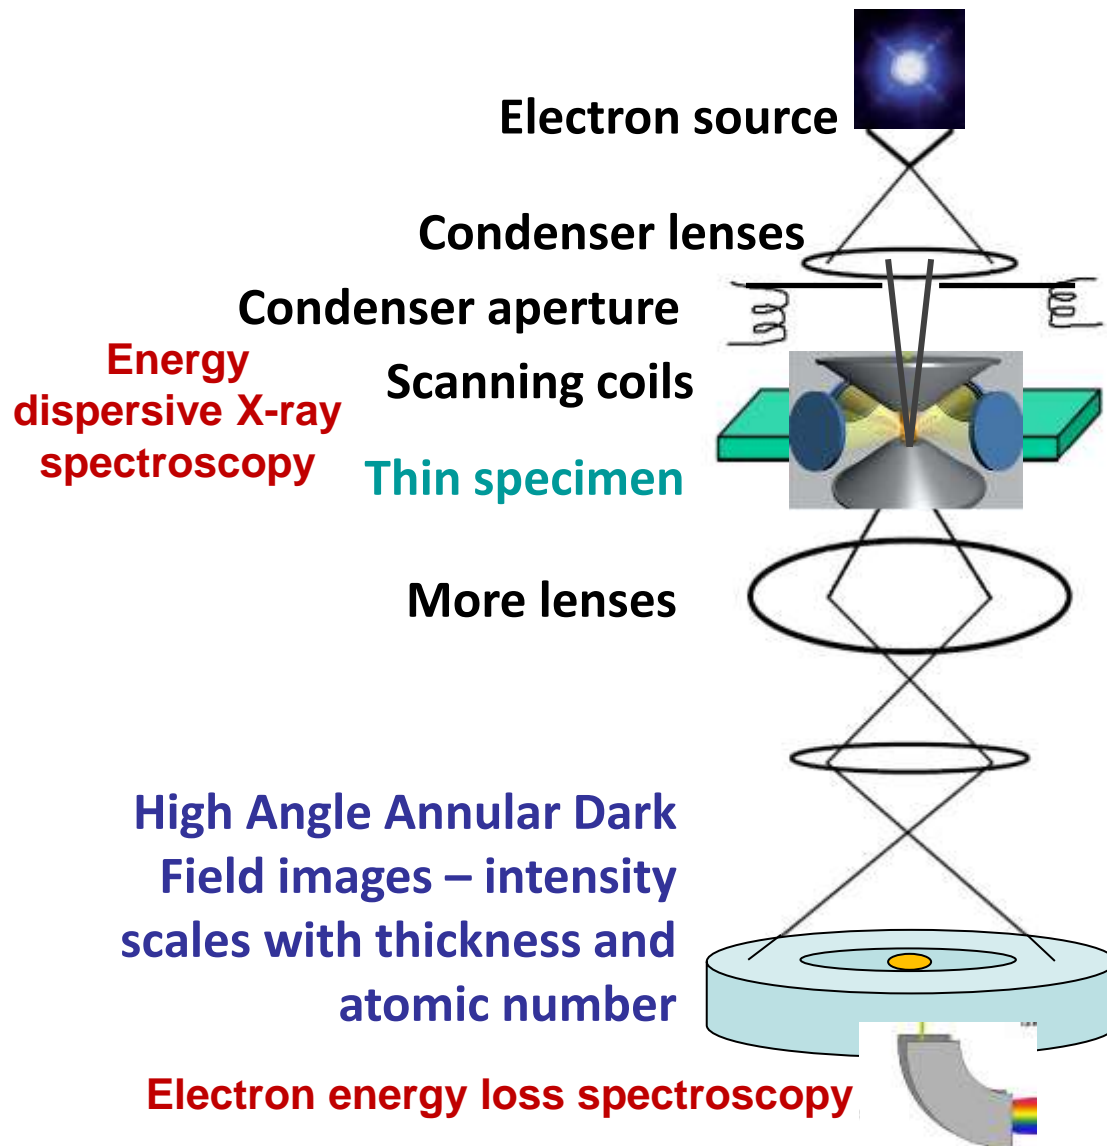 Electron source
Condenser lenses
Condenser aperture
Energy
dispersive X-ray
spectroscopy
Scanning coils
Thin specimen
More lenses
High Angle Annular Dark
Field images – intensity
scales with thickness and
atomic number
Electron energy loss spectroscopy